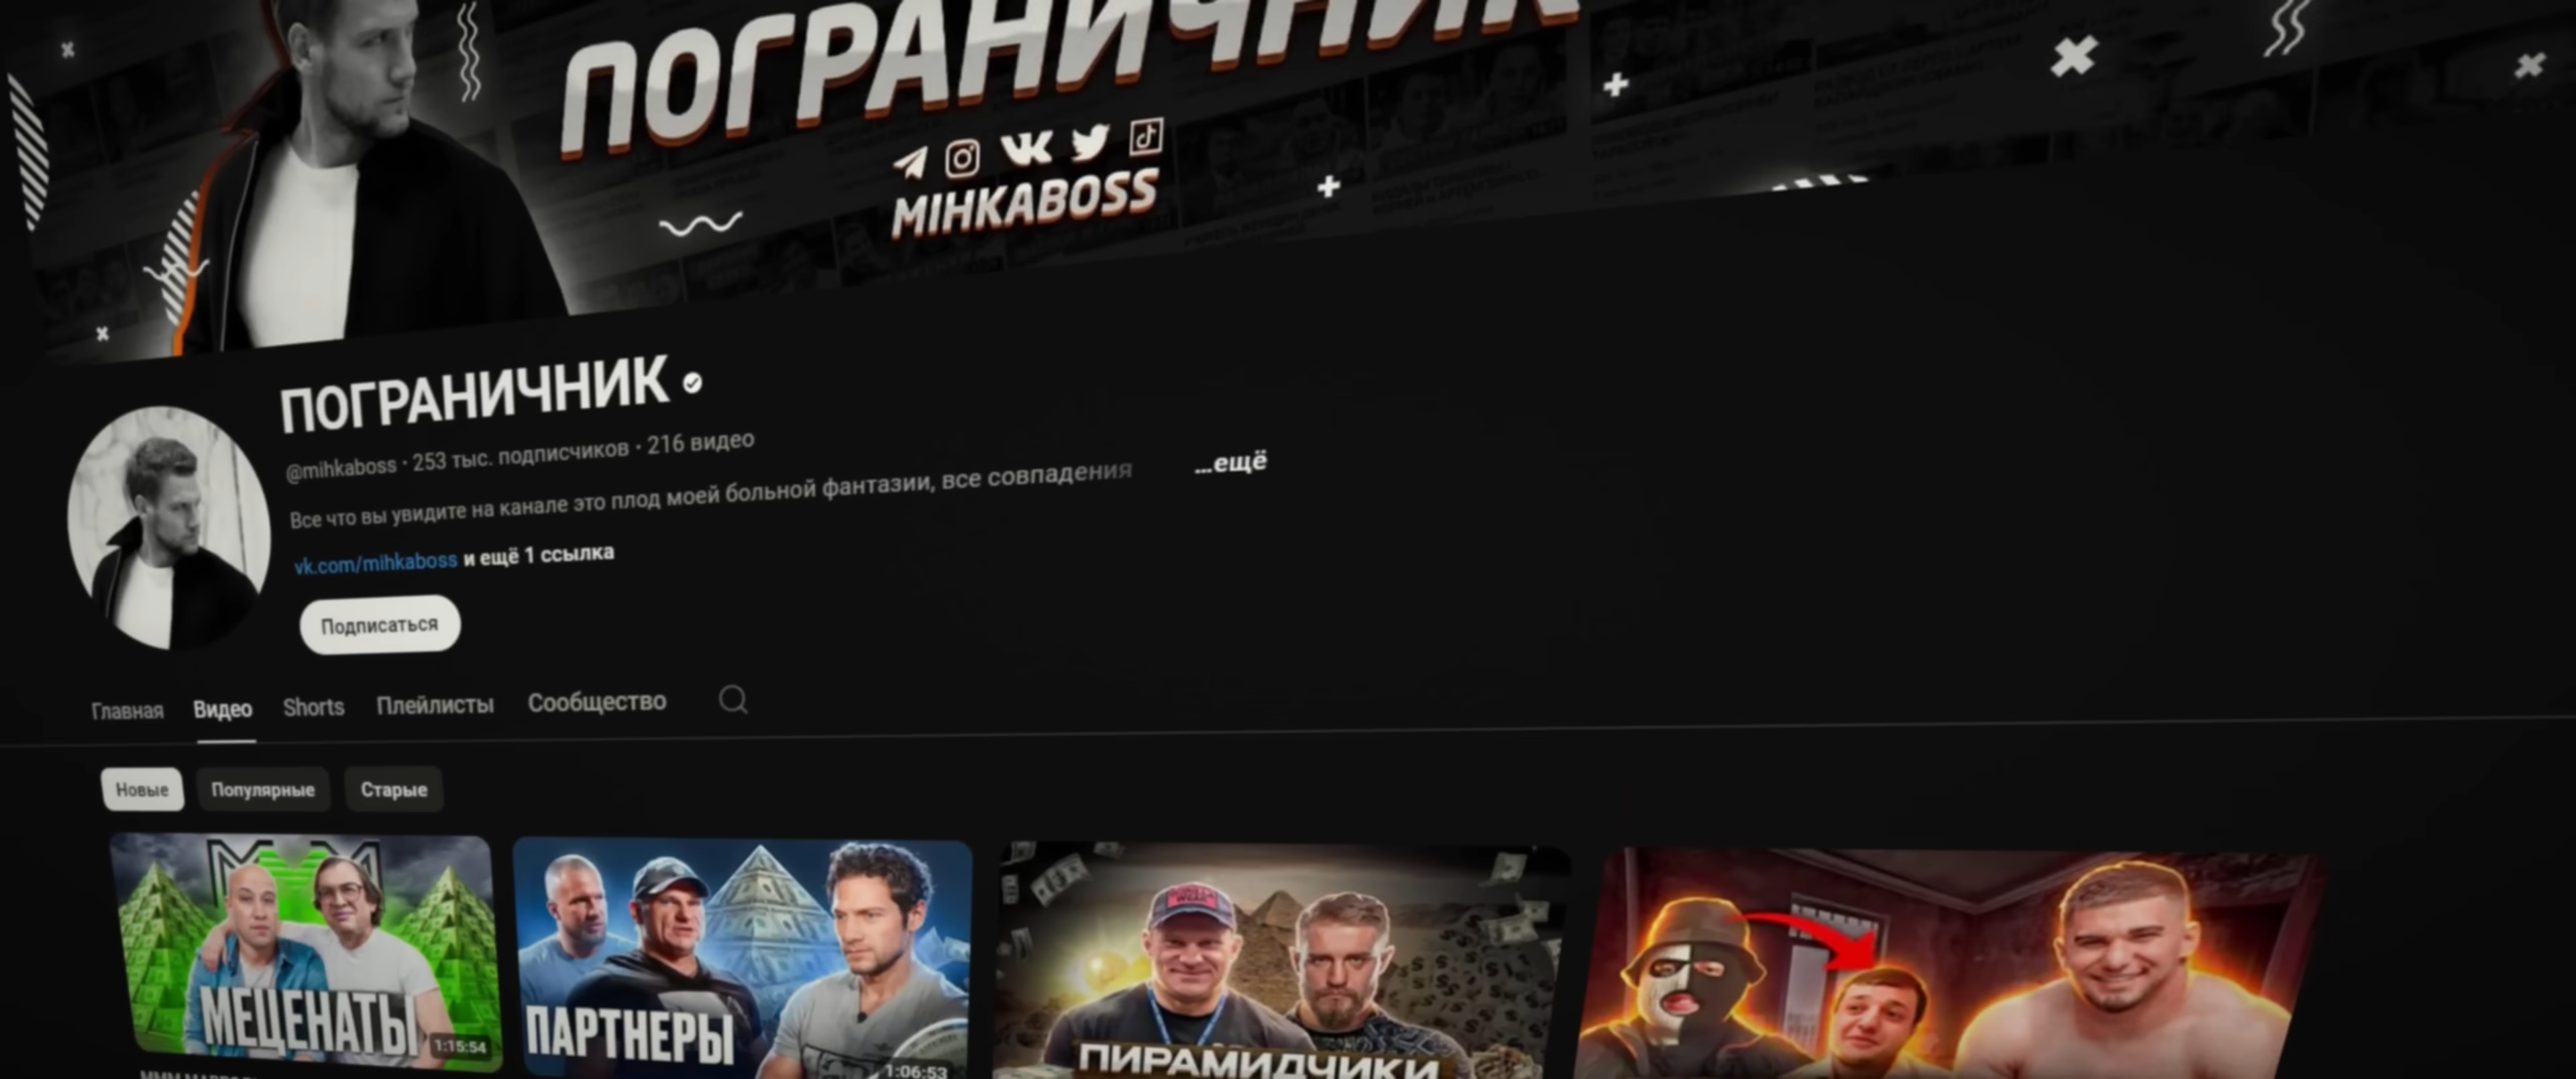 ПОГРАНИЧНИК
MIHKABOSS
ПОГРАНИЧНИК
@mihkaboss · 253 тыс. подписчиков · 216 видео
Все что вы увидите на канале это плод моей больной фантазии, все совпадения ...ещё
vk.com/mihkaboss и ещё 1 ссылка
Подписаться
Главная Видео Shorts Плейлисты Сообщество
Новые Популярные Старые
МЕЦЕНАТЫ 1:15:54
ПАРТНЕРЫ 1:06:53
ПИРАМИДЧИКИ